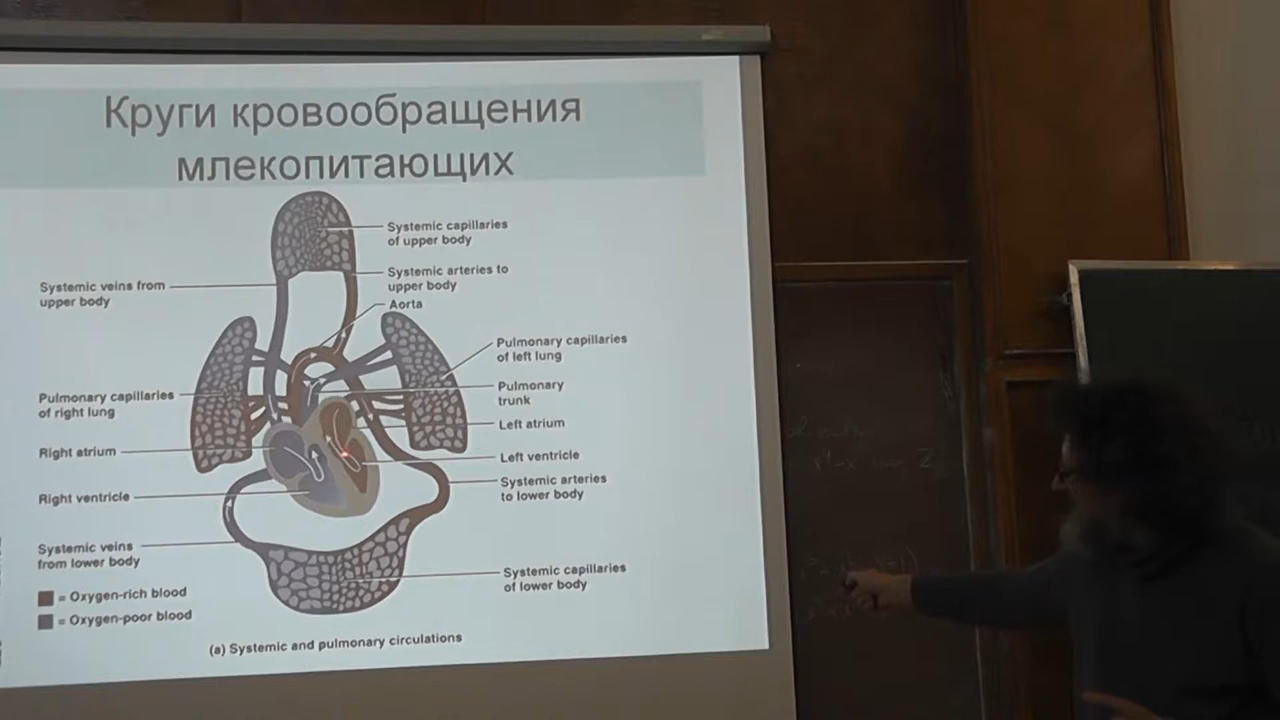 Круги кровообращения
млекопитающих
Systemic capillaries
of upper body
Systemic veins from
upper body
Systemic arteries to
upper body
Aorta
Pulmonary capillaries
of left lung
Pulmonary capillaries
of right lung
Pulmonary
trunk
Left atrium
Right atrium
Left ventricle
Right ventricle
Systemic arteries
to lower body
Systemic veins
from lower body
Systemic capillaries
of lower body
= Oxygen-rich blood
= Oxygen-poor blood
(a) Systemic and pulmonary circulations